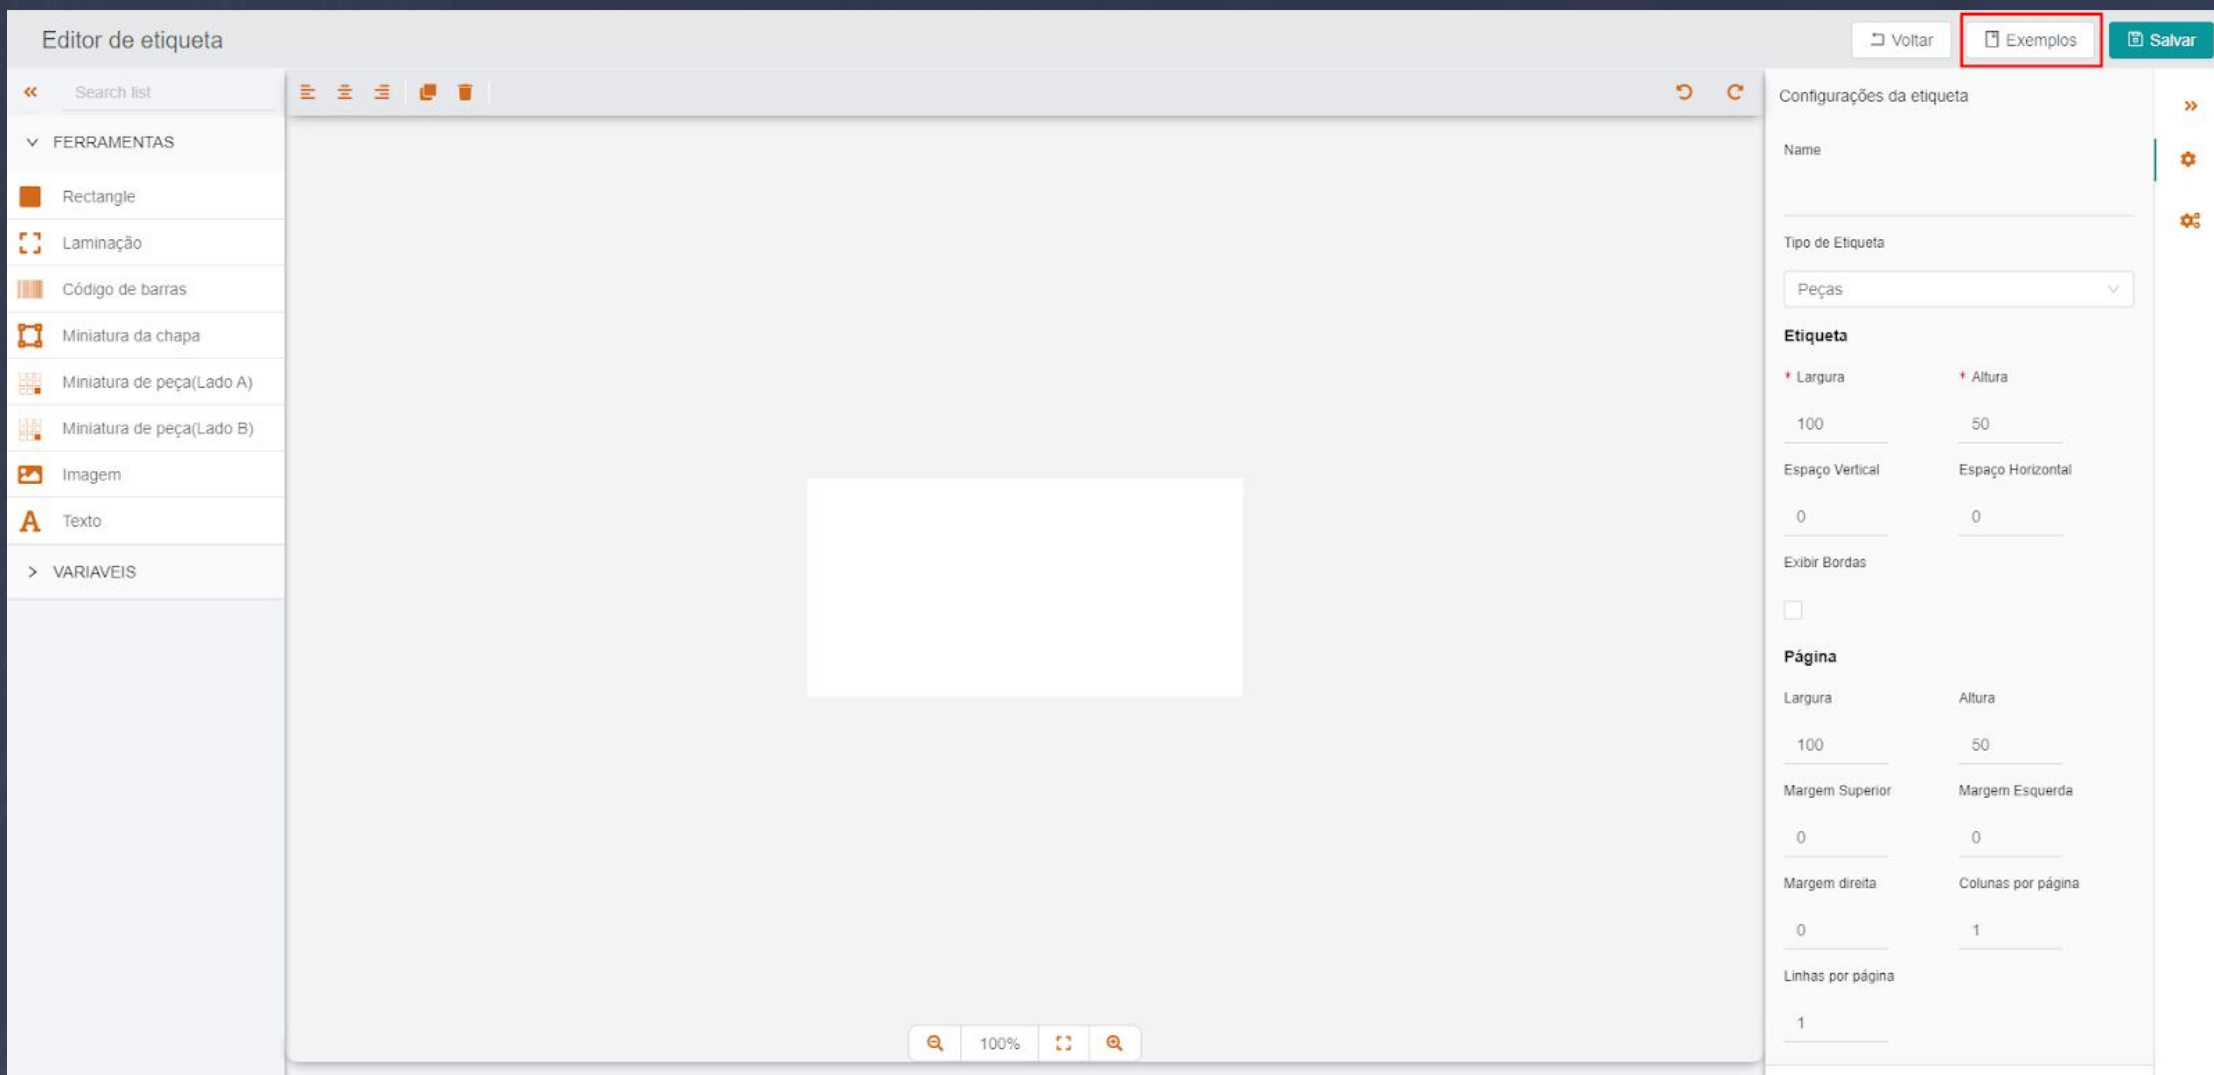 Editor de etiqueta
Voltar
Exemplos
Salvar
Search list
FERRAMENTAS
Rectangle
Laminação
Código de barras
Miniatura da chapa
Miniatura de peça(Lado A)
Miniatura de peça(Lado B)
Imagem
Texto
VARIAVEIS
100%
Configurações da etiqueta
Name
Tipo de Etiqueta
Peças
Etiqueta
* Largura * Altura
100 50
Espaço Vertical Espaço Horizontal
0 0
Exibir Bordas
Página
Largura Altura
100 50
Margem Superior Margem Esquerda
0 0
Margem direita Colunas por página
0 1
Linhas por página
1